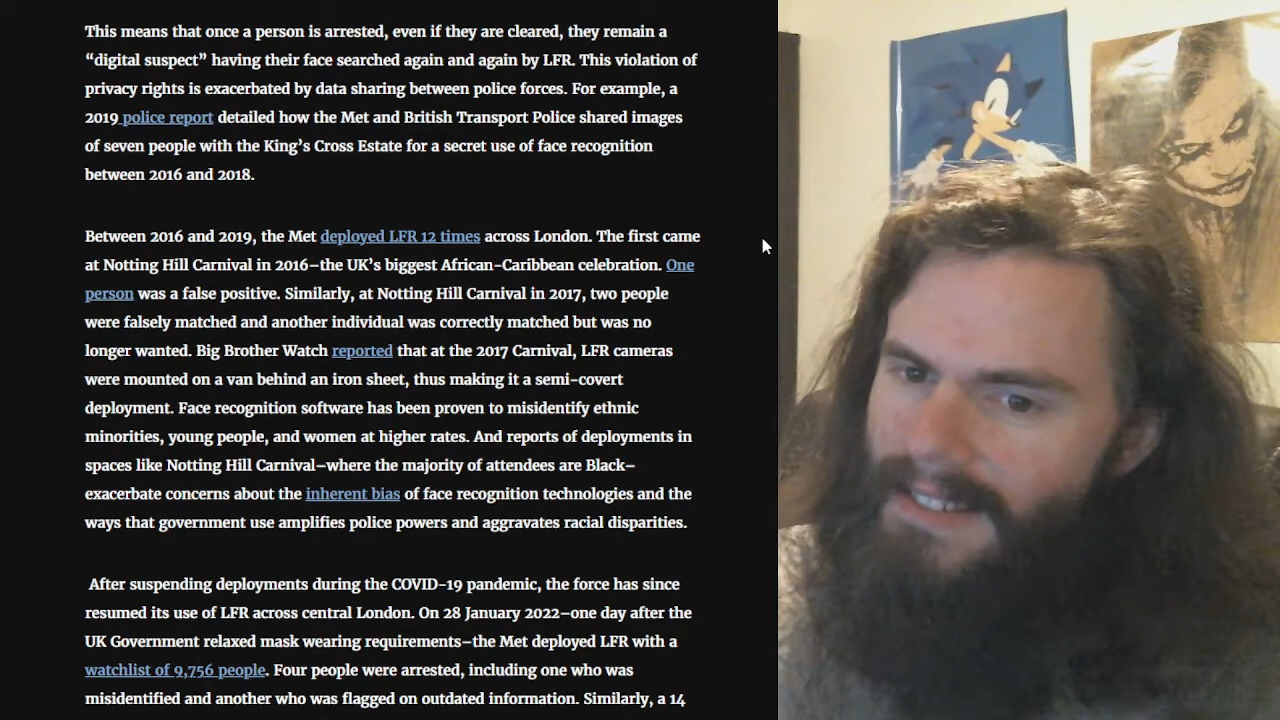 This means that once a person is arrested, even if they are cleared, they remain a
“digital suspect” having their face searched again and again by LFR. This violation of
privacy rights is exacerbated by data sharing between police forces. For example, a
2019 police report detailed how the Met and British Transport Police shared images
of seven people with the King’s Cross Estate for a secret use of face recognition
between 2016 and 2018.
Between 2016 and 2019, the Met deployed LFR 12 times across London. The first came
at Notting Hill Carnival in 2016–the UK’s biggest African-Caribbean celebration. One
person was a false positive. Similarly, at Notting Hill Carnival in 2017, two people
were falsely matched and another individual was correctly matched but was no
longer wanted. Big Brother Watch reported that at the 2017 Carnival, LFR cameras
were mounted on a van behind an iron sheet, thus making it a semi-covert
deployment. Face recognition software has been proven to misidentify ethnic
minorities, young people, and women at higher rates. And reports of deployments in
spaces like Notting Hill Carnival–where the majority of attendees are Black–
exacerbate concerns about the inherent bias of face recognition technologies and the
ways that government use amplifies police powers and aggravates racial disparities.
After suspending deployments during the COVID-19 pandemic, the force has since
resumed its use of LFR across central London. On 28 January 2022–one day after the
UK Government relaxed mask wearing requirements–the Met deployed LFR with a
watchlist of 9,756 people. Four people were arrested, including one who was
misidentified and another who was flagged on outdated information. Similarly, a 14